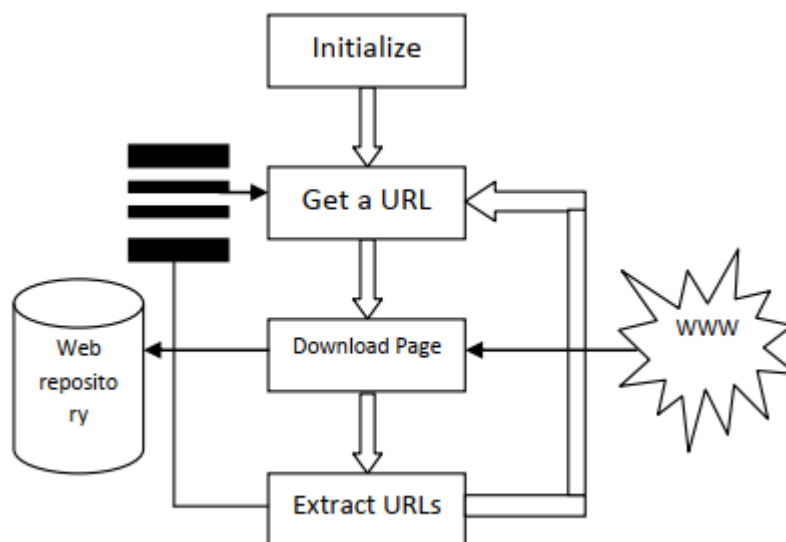 Initialize
Get a URL
Download Page
WWW
Web
reposito
ry
Extract URLs